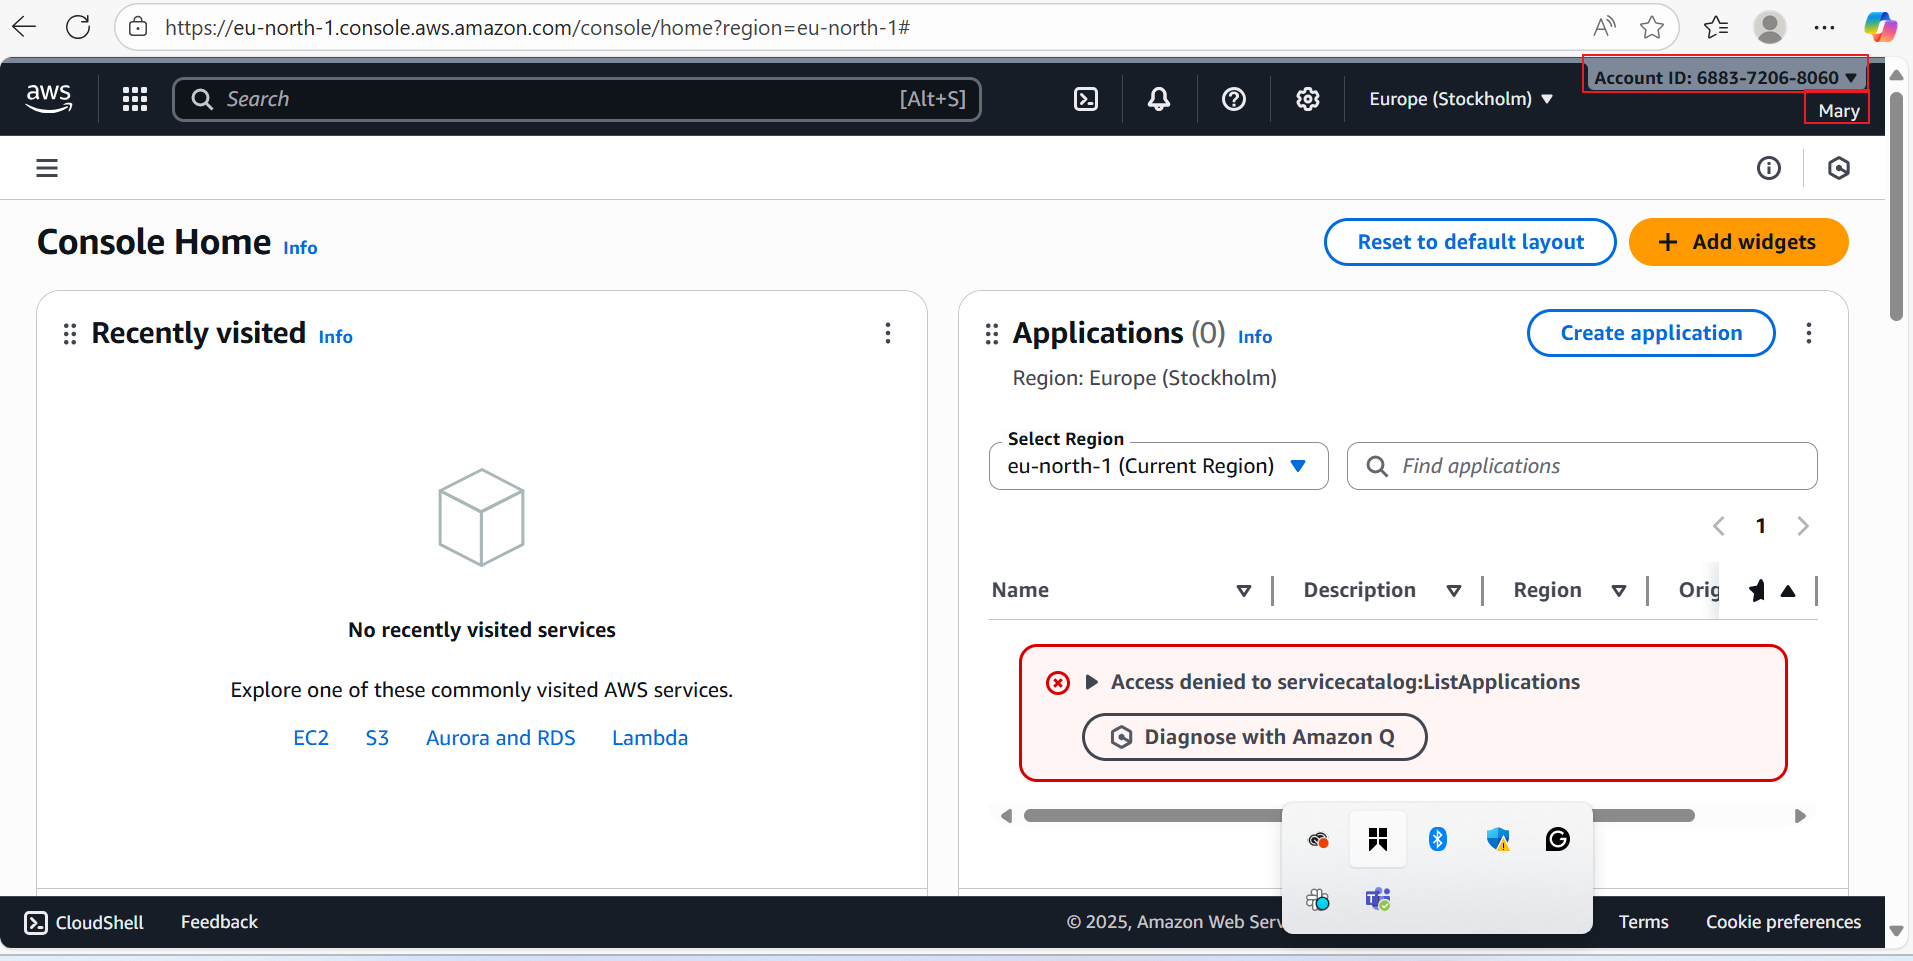 https://eu-north-1.console.aws.amazon.com/console/home?region=eu-north-1#
aws
Search [Alt+S]
Europe (Stockholm)
Account ID: 6883-7206-8060
Mary
Console Home Info
Reset to default layout
Add widgets
Recently visited Info
No recently visited services
Explore one of these commonly visited AWS services.
EC2 S3 Aurora and RDS Lambda
Applications (0) Info
Create application
Region: Europe (Stockholm)
Select Region
eu-north-1 (Current Region)
Find applications
1
Name Description Region Orig
Access denied to servicecatalog:ListApplications
Diagnose with Amazon Q
CloudShell Feedback © 2025, Amazon Web Serv Terms Cookie preferences